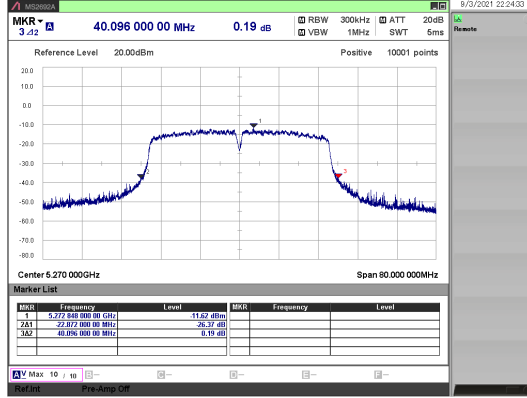 MS2692A
9/3/2021 22:24:33
MKR 40.096 000 00 MHz 0.19 dB RBW 300kHz ATT 20dB
3 ⊿2 VBW 1MHz SWT 5ms
Remote
Reference Level 20.00dBm Positive 10001 points
20.0
10.0
0.0
-10.0
1
-20.0
-30.0
2
3
-40.0
-50.0
-60.0
-70.0
-80.0
Center 5.270 000GHz Span 80.000 000MHz
Marker List
MKR Frequency Level MKR Frequency Level
1 5.272 848 000 00 GHz -11.62 dBm
2Δ1 -22.872 000 00 MHz -26.37 dB
3Δ2 40.096 000 00 MHz 0.19 dB
A Max 10 / 10 B-- C-- D-- E-- F--
Ref.Int Pre-Amp Off